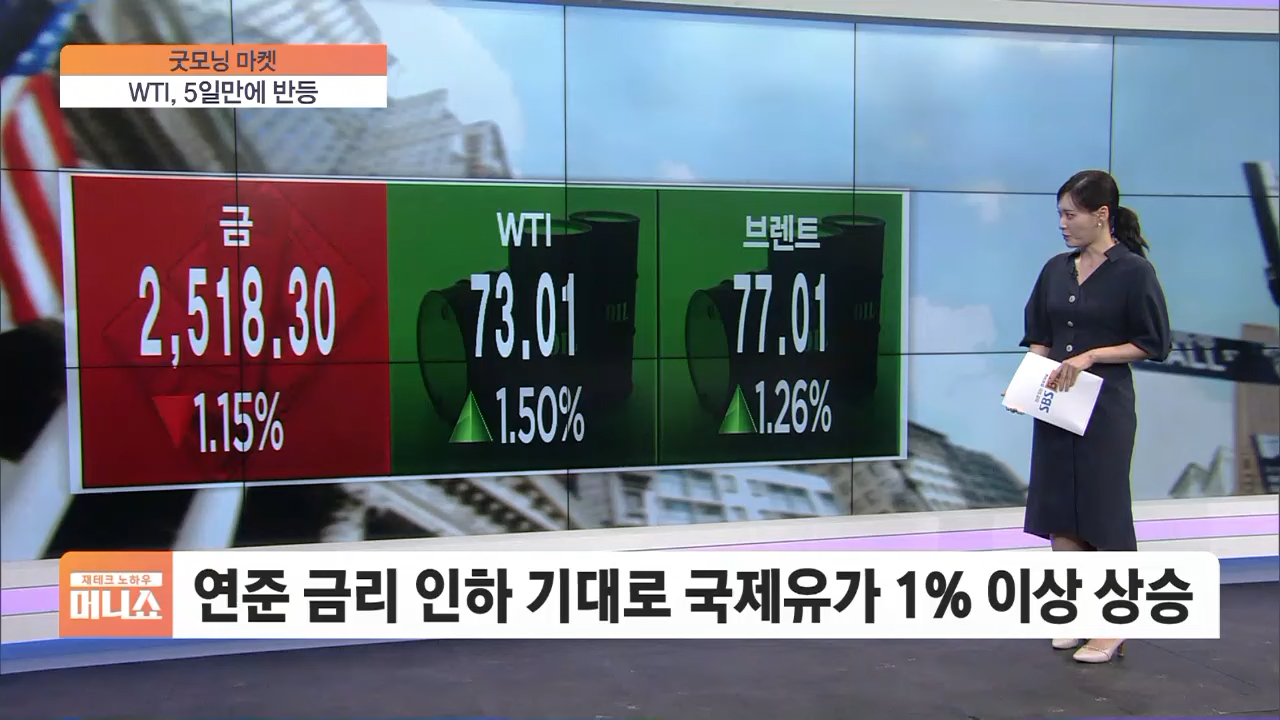 굿모닝 마켓
WTI, 5일만에 반등
금
2,518.30
▼ 1.15%
WTI
73.01
▲ 1.50%
브렌트
77.01
▲ 1.26%
OIL
OIL
SBS
재테크 노하우
머니쇼
연준 금리 인하 기대로 국제유가 1% 이상 상승